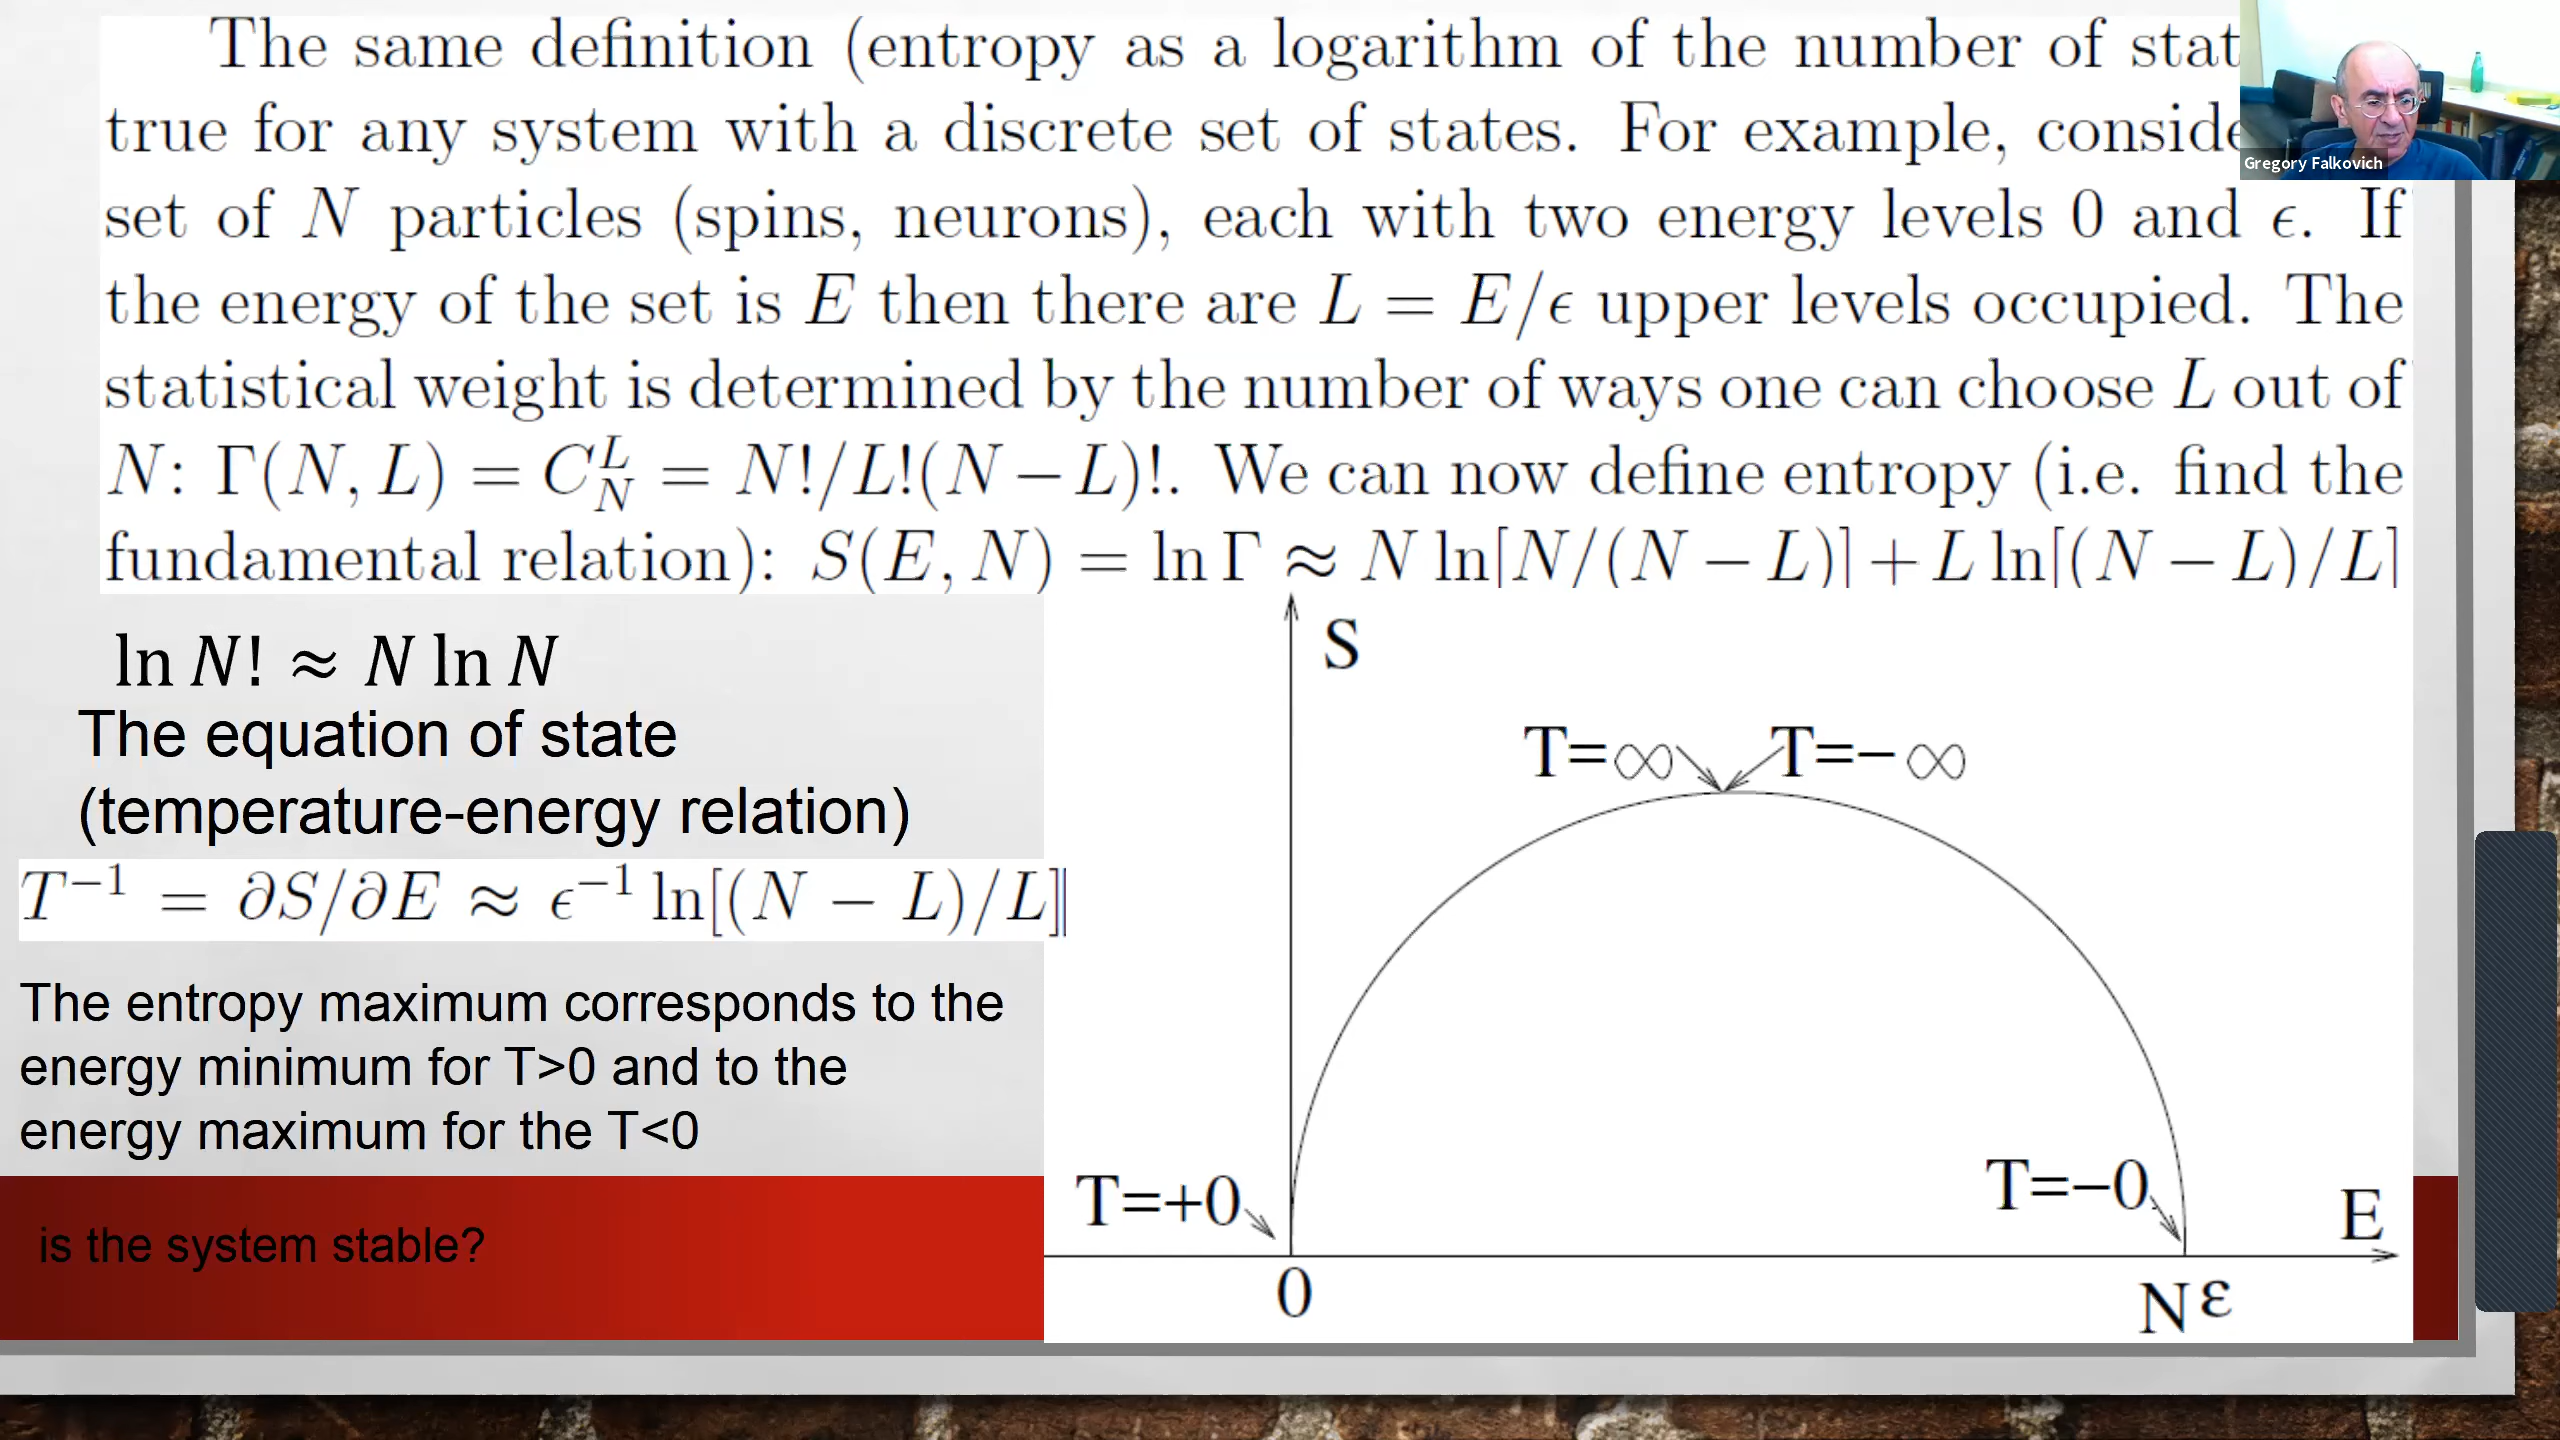 The same definition (entropy as a logarithm of the number of
true for any system with a discrete set of states. For example,
set of N particles (spins, neurons), each with two energy levels 0 and ϵ. If
the energy of the set is E then there are L = E/ϵ upper levels occupied. The
statistical weight is determined by the number of ways one can choose L out of
N: Γ(N, L) = C_N^L = N!/L!(N − L)!. We can now define entropy (i.e. find the
fundamental relation): S(E, N) = ln Γ ≈ N ln[N/(N − L)] + L ln[(N − L)/L]
Gregory Falkovich
ln N! ≈ N ln N
The equation of state
(temperature-energy relation)
T⁻¹ = ∂S/∂E ≈ ϵ⁻¹ ln[(N − L)/L]
The entropy maximum corresponds to the
energy minimum for T>0 and to the
energy maximum for the T<0
is the system stable?
S
T=∞ T=−∞
T=+0
T=−0
E
0
Nε